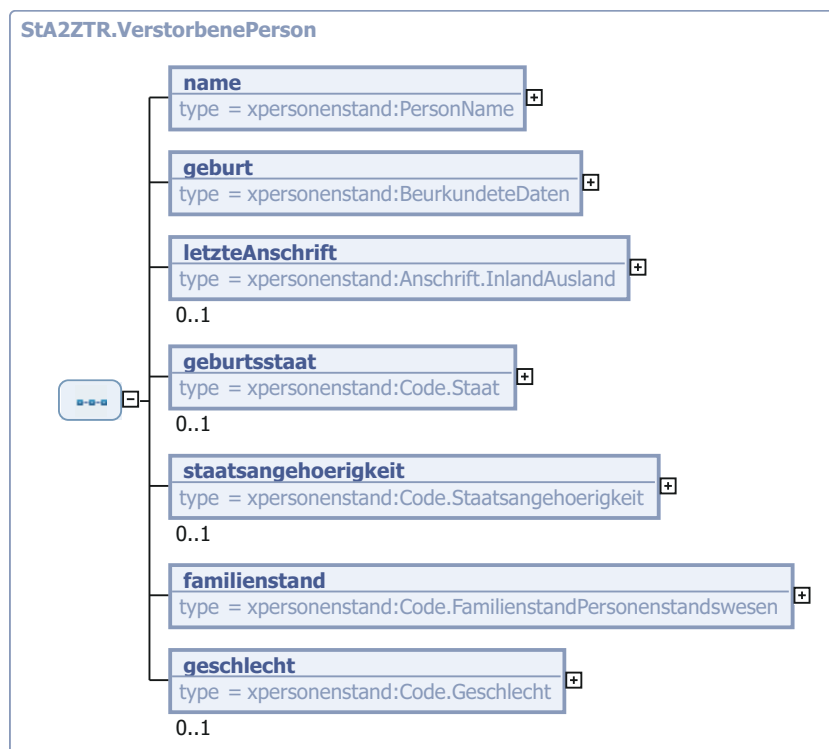 StA2ZTR.VerstorbenePerson
name
type = xpersonenstand:PersonName
geburt
type = xpersonenstand:BeurkundeteDaten
letzteAnschrift
type = xpersonenstand:Anschrift.InlandAusland
0..1
geburtsstaat
type = xpersonenstand:Code.Staat
0..1
staatsangehoerigkeit
type = xpersonenstand:Code.Staatsangehoerigkeit
0..1
familienstand
type = xpersonenstand:Code.FamilienstandPersonenstandswesen
geschlecht
type = xpersonenstand:Code.Geschlecht
0..1